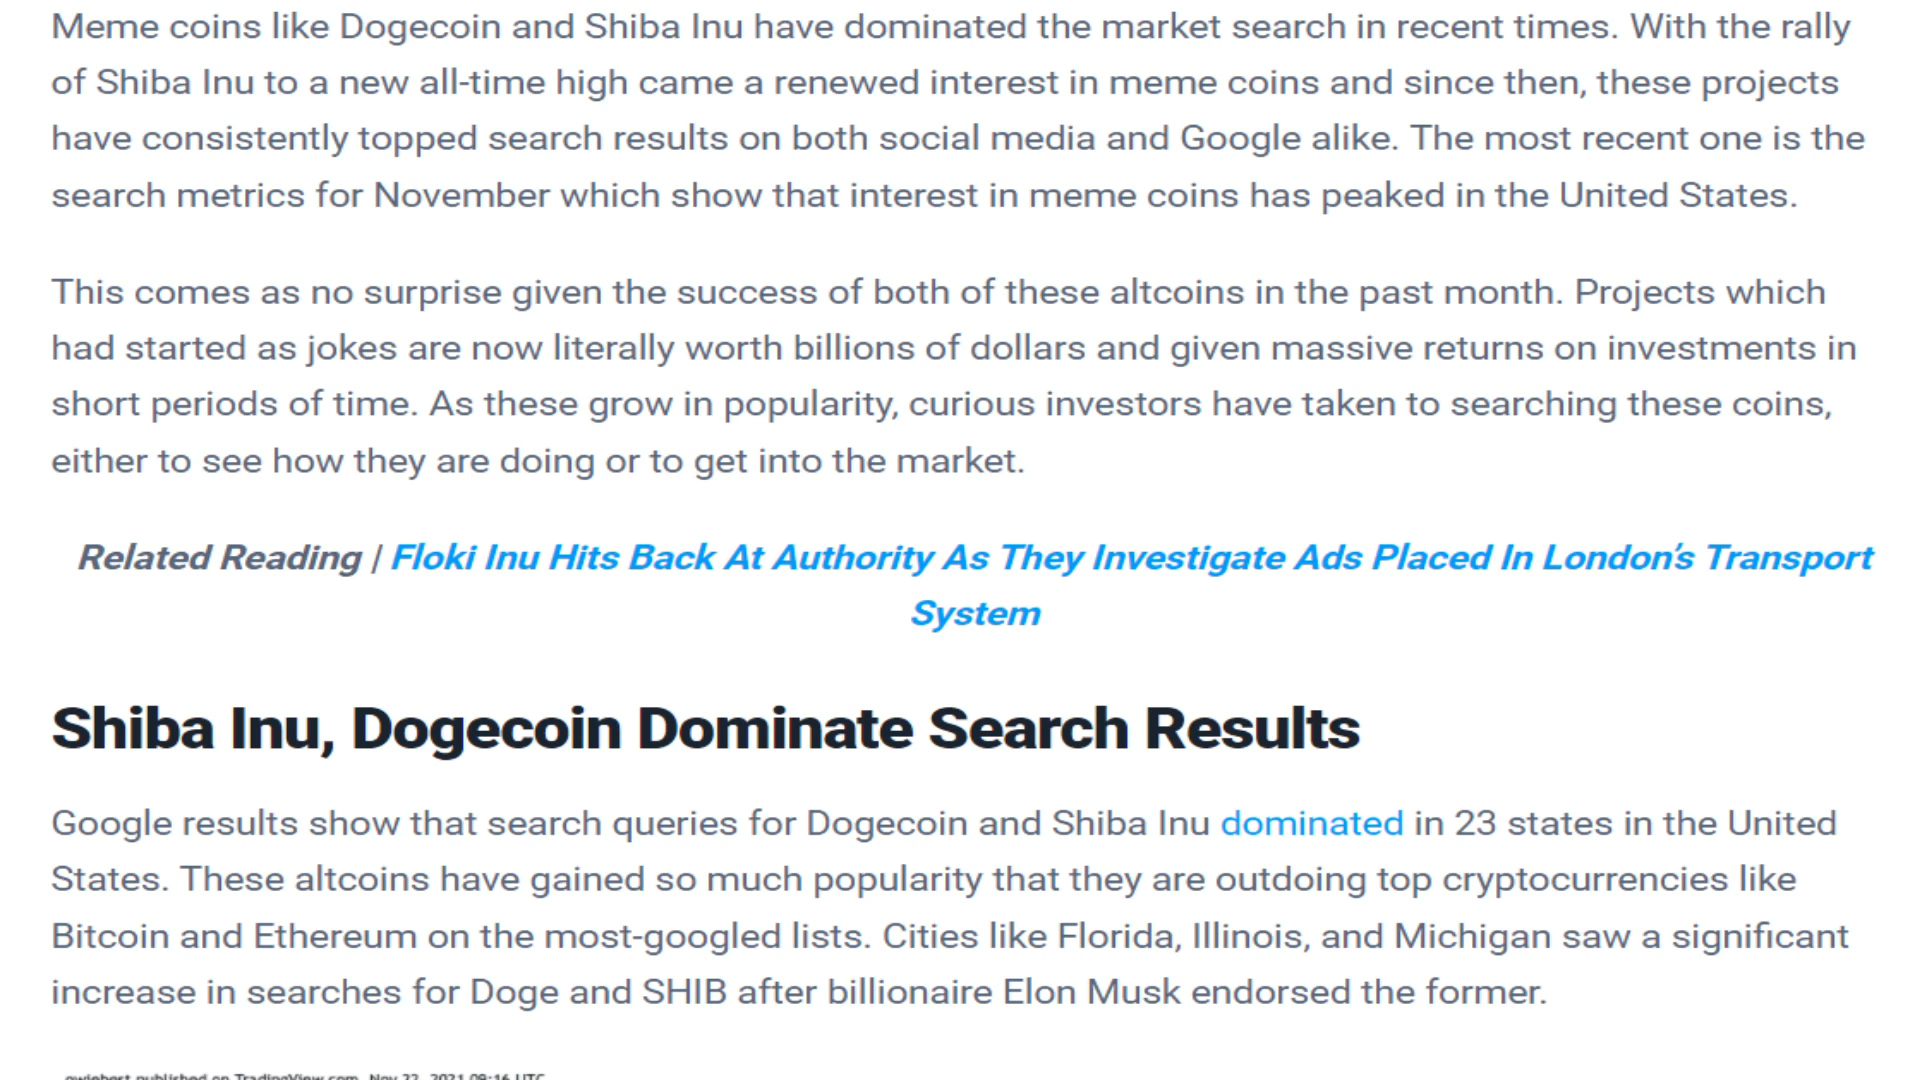 Meme coins like Dogecoin and Shiba Inu have dominated the market search in recent times. With the rally
of Shiba Inu to a new all-time high came a renewed interest in meme coins and since then, these projects
have consistently topped search results on both social media and Google alike. The most recent one is the
search metrics for November which show that interest in meme coins has peaked in the United States.
This comes as no surprise given the success of both of these altcoins in the past month. Projects which
had started as jokes are now literally worth billions of dollars and given massive returns on investments in
short periods of time. As these grow in popularity, curious investors have taken to searching these coins,
either to see how they are doing or to get into the market.
Related Reading | Floki Inu Hits Back At Authority As They Investigate Ads Placed In London's Transport
System
Shiba Inu, Dogecoin Dominate Search Results
Google results show that search queries for Dogecoin and Shiba Inu dominated in 23 states in the United
States. These altcoins have gained so much popularity that they are outdoing top cryptocurrencies like
Bitcoin and Ethereum on the most-googled lists. Cities like Florida, Illinois, and Michigan saw a significant
increase in searches for Doge and SHIB after billionaire Elon Musk endorsed the former.
published on TradingView.com, Nov 22, 2021 09:16 UTC